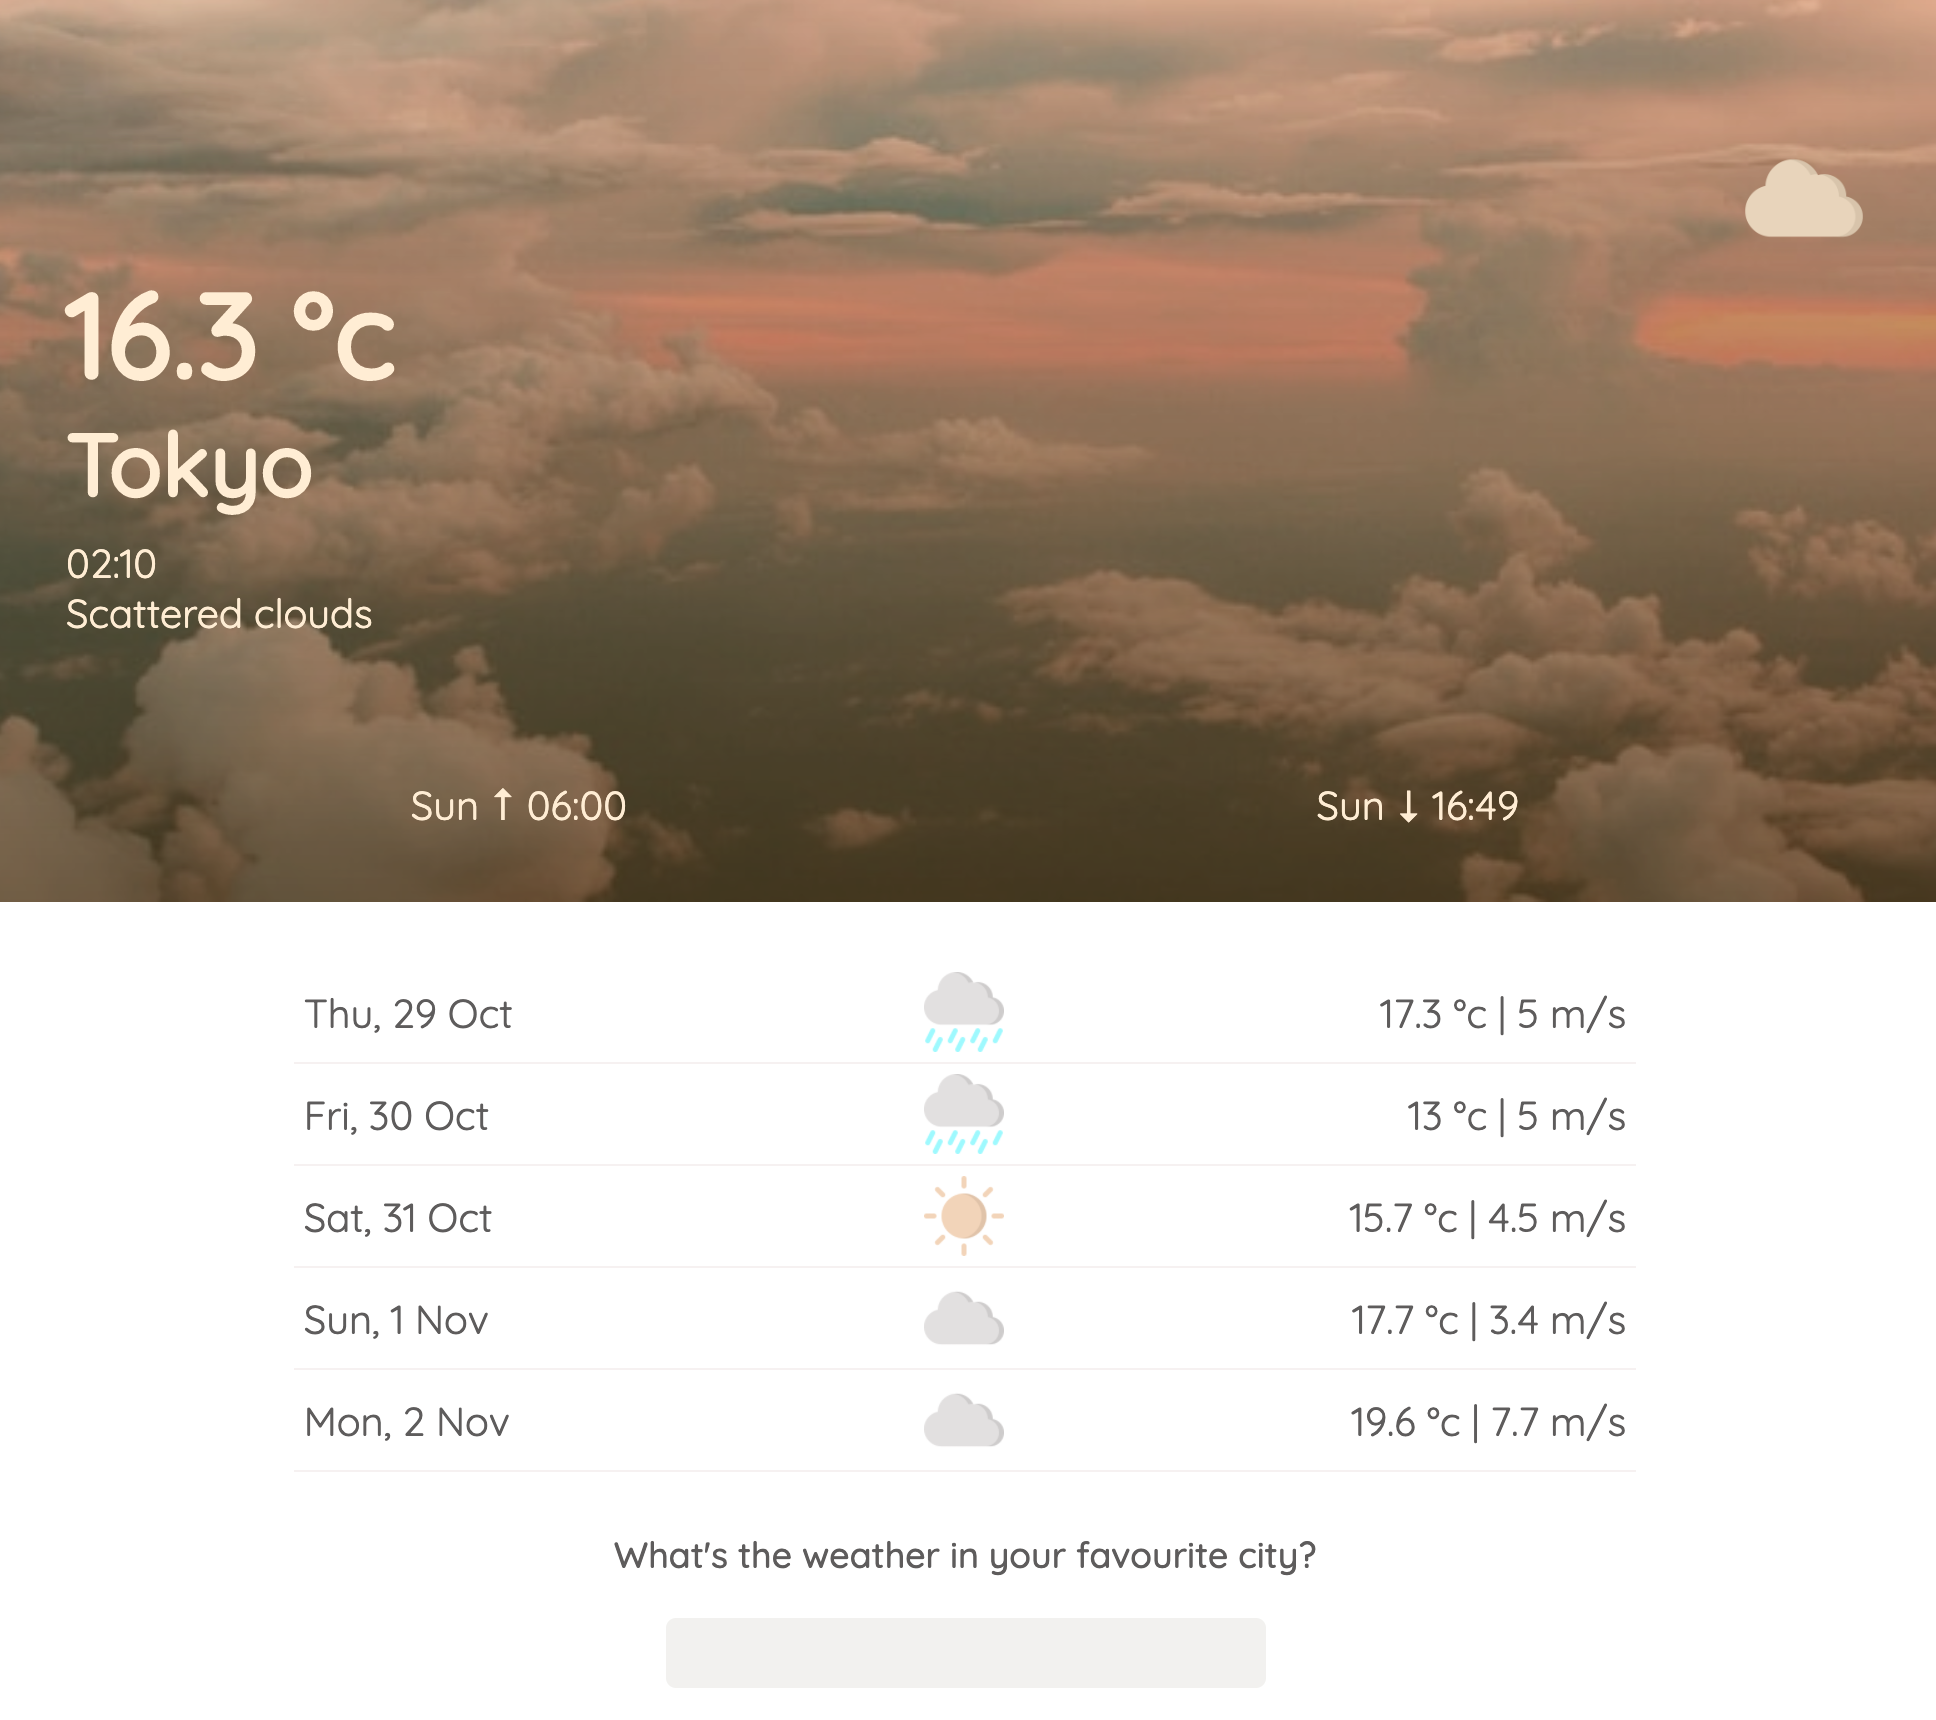 16.3 °c
Tokyo
02:10
Scattered clouds
Sun ↑ 06:00 Sun ↓ 16:49
Thu, 29 Oct 17.3 °c | 5 m/s
Fri, 30 Oct 13 °c | 5 m/s
Sat, 31 Oct 15.7 °c | 4.5 m/s
Sun, 1 Nov 17.7 °c | 3.4 m/s
Mon, 2 Nov 19.6 °c | 7.7 m/s
What's the weather in your favourite city?